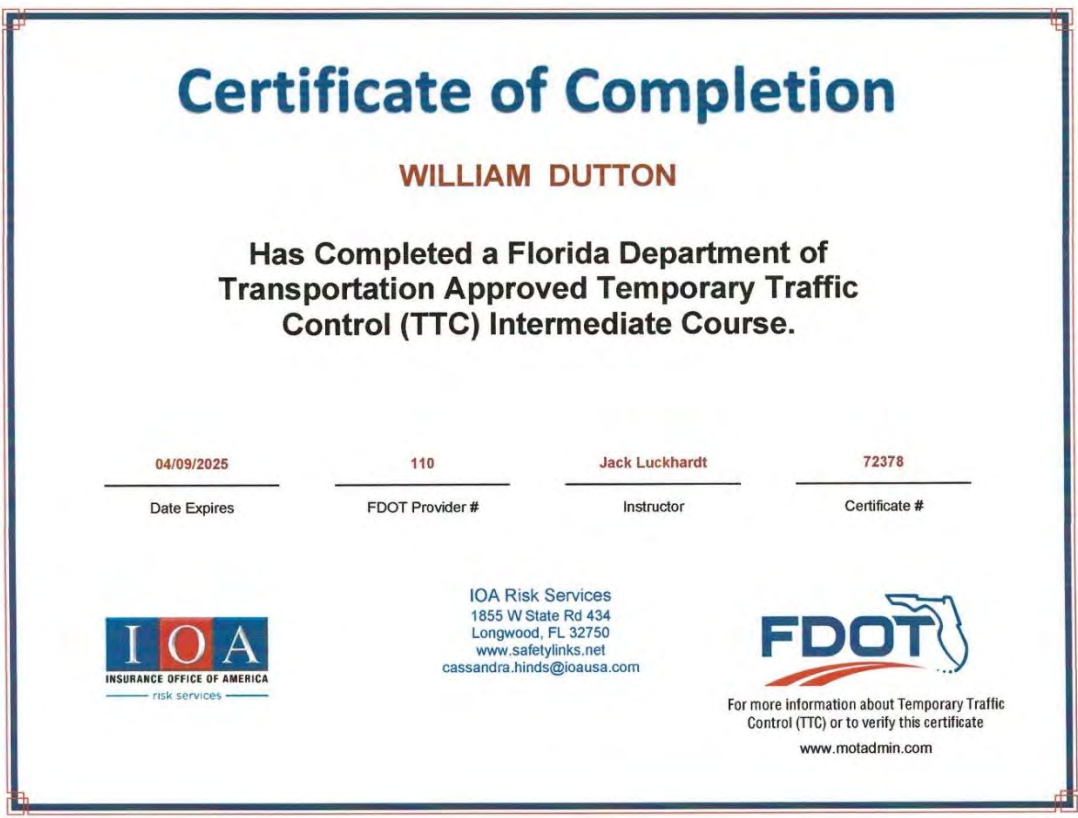 Certificate of Completion
WILLIAM DUTTON
Has Completed a Florida Department of
Transportation Approved Temporary Traffic
Control (TTC) Intermediate Course.
04/09/2025
Date Expires
110
FDOT Provider #
Jack Luckhardt
Instructor
72378
Certificate #
IOA
INSURANCE OFFICE OF AMERICA
risk services
IOA Risk Services
1855 W State Rd 434
Longwood, FL 32750
www.safetylinks.net
cassandra.hinds@ioausa.com
FDOT
For more information about Temporary Traffic
Control (TTC) or to verify this certificate
www.motadmin.com